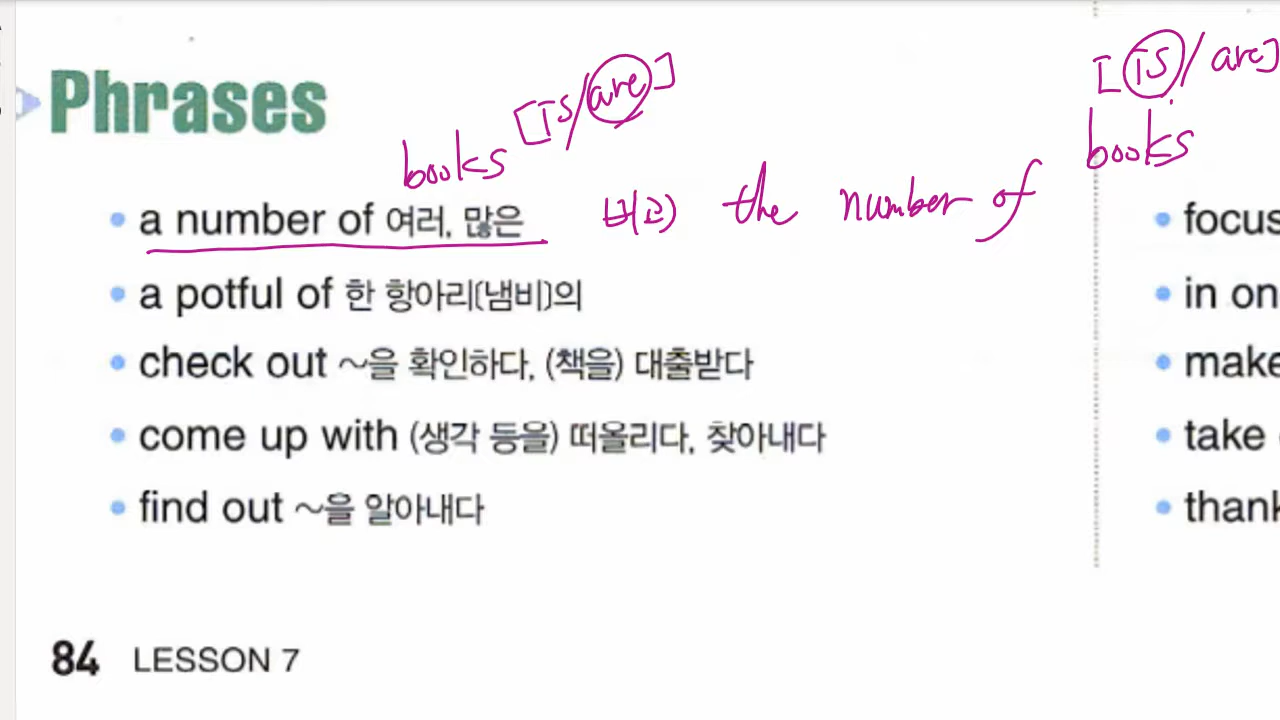 Phrases
books [is/are]
a number of 여러, 많은 비교) the number of books [is/are]
a potful of 한 항아리(냄비)의
check out ~을 확인하다, (책을) 대출받다
come up with (생각 등을) 떠올리다, 찾아내다
find out ~을 알아내다
focus
in on
make
take
thank
84 LESSON 7